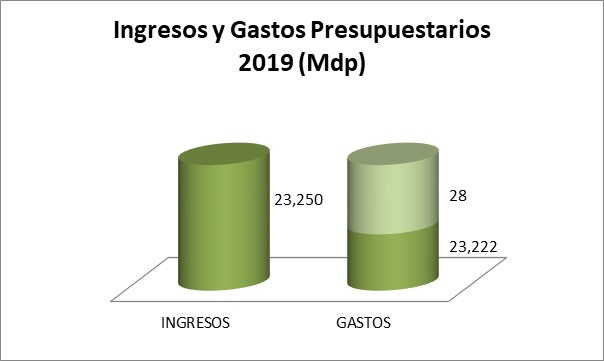 Ingresos y Gastos Presupuestarios
2019 (Mdp)
23,250
28
23,222
INGRESOS
GASTOS